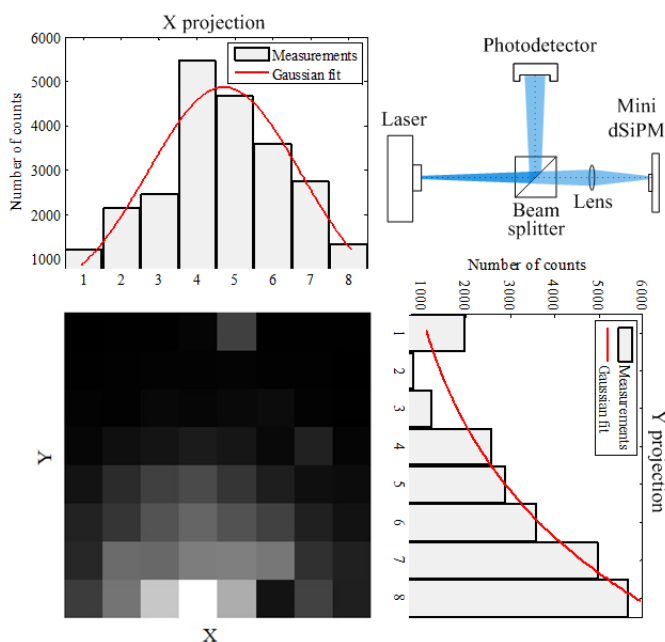 X projection
6000
5000
4000
3000
2000
1000
Number of counts
Measurements
Gaussian fit
1 2 3 4 5 6 7 8
Photodetector
Mini
dSiPM
Laser
Lens
Beam
splitter
Number of counts
1000 2000 3000 4000 5000 6000
1
2
3
4
5
6
7
8
Measurements
Gaussian fit
Y projection
Y
X